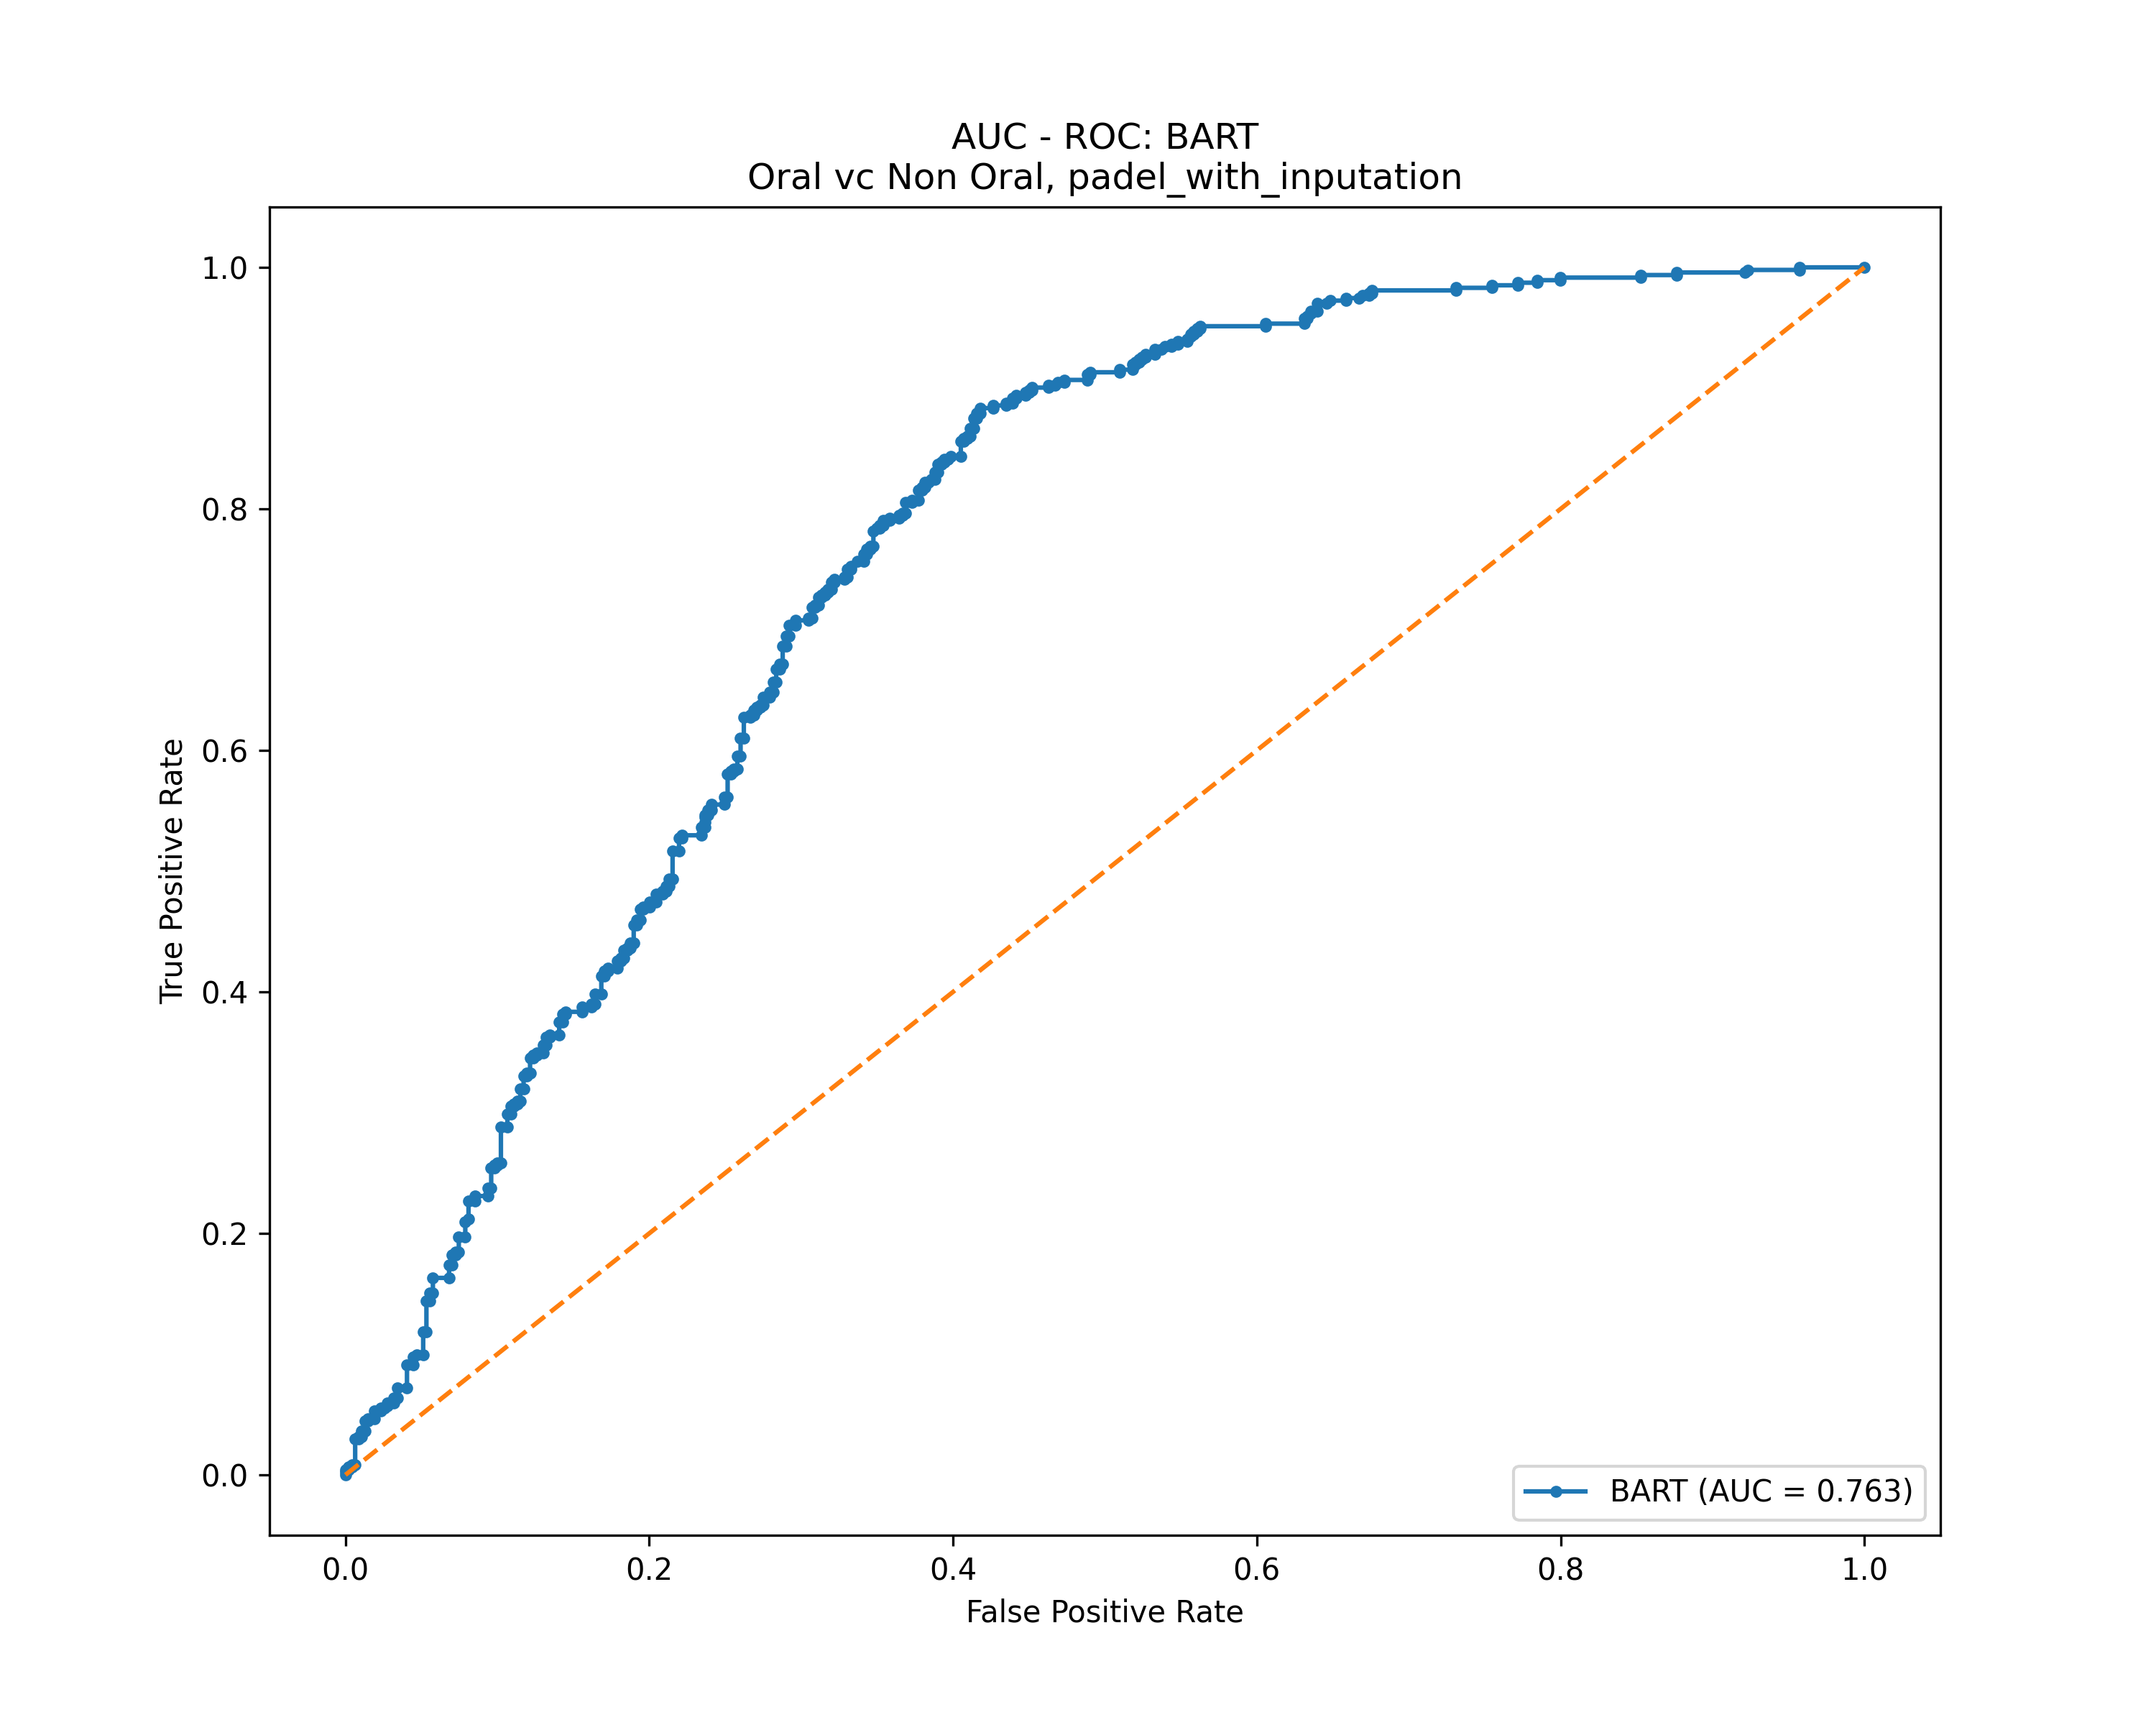 AUC - ROC: BART
Oral vc Non Oral, padel_with_inputation
True Positive Rate
1.0
0.8
0.6
0.4
0.2
0.0
BART (AUC = 0.763)
0.0 0.2 0.4 0.6 0.8 1.0
False Positive Rate